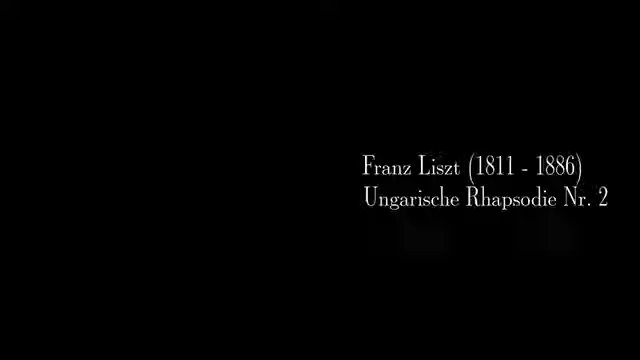 Franz Liszt (1811 - 1886)
Ungarische Rhapsodie Nr. 2